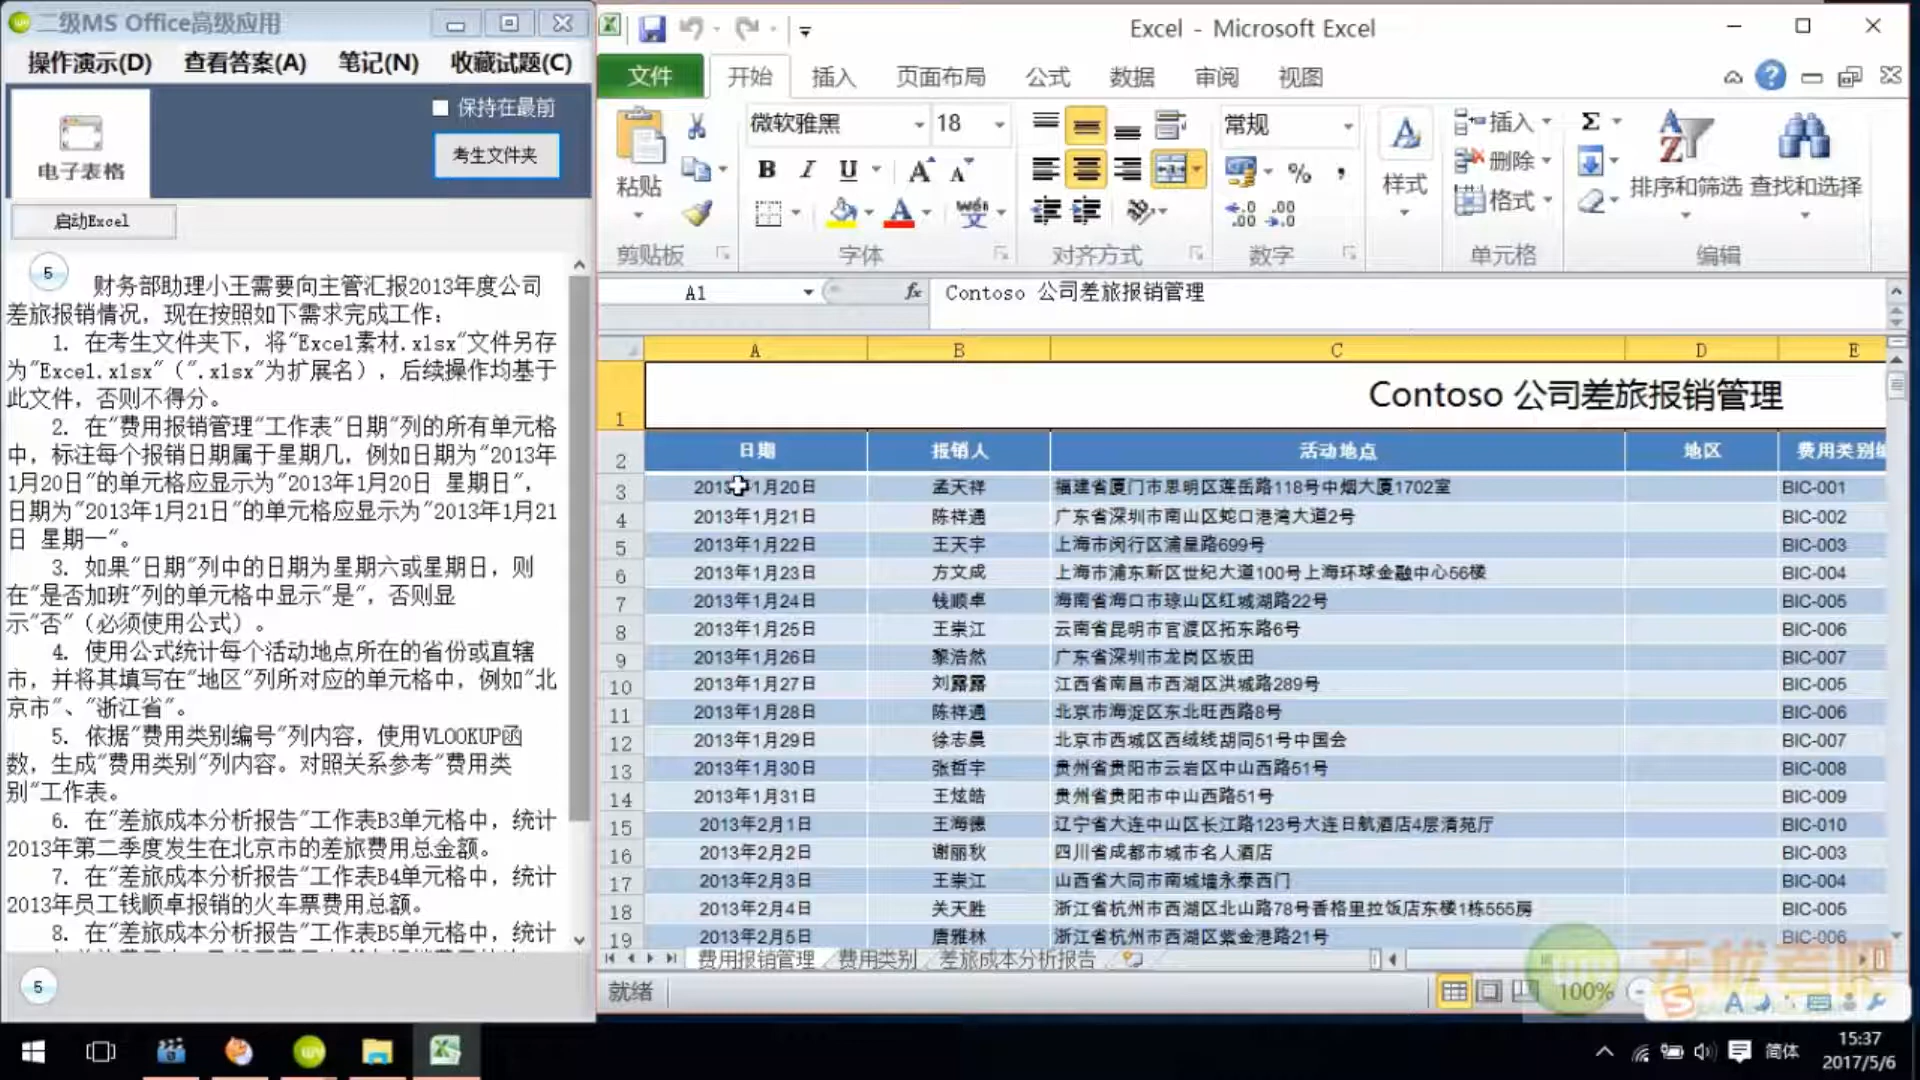 二级MS Office高级应用
操作演示(D) 查看答案(A) 笔记(N) 收藏试题(C)
保持在最前
考生文件夹
电子表格
启动Excel
5
财务部助理小王需要向主管汇报2013年度公司
差旅报销情况，现在按照如下需求完成工作：
1. 在考生文件夹下，将"Excel素材.xlsx"文件另存
为"Excel.xlsx"（".xlsx"为扩展名），后续操作均基于
此文件，否则不得分。
2. 在"费用报销管理"工作表"日期"列的所有单元格
中，标注每个报销日期属于星期几，例如日期为"2013年
1月20日"的单元格应显示为"2013年1月20日 星期日"，
日期为"2013年1月21日"的单元格应显示为"2013年1月21
日 星期一"。
3. 如果"日期"列中的日期为星期六或星期日，则
在"是否加班"列的单元格中显示"是"，否则显
示"否"（必须使用公式）。
4. 使用公式统计每个活动地点所在的省份或直辖
市，并将其填写在"地区"列所对应的单元格中，例如"北
京市"、"浙江省"。
5. 依据"费用类别编号"列内容，使用VLOOKUP函
数，生成"费用类别"列内容。对照关系参考"费用类
别"工作表。
6. 在"差旅成本分析报告"工作表B3单元格中，统计
2013年第二季度发生在北京市的差旅费用总金额。
7. 在"差旅成本分析报告"工作表B4单元格中，统计
2013年员工钱顺卓报销的火车票费用总额。
8. 在"差旅成本分析报告"工作表B5单元格中，统计
5
Excel - Microsoft Excel
文件 开始 插入 页面布局 公式 数据 审阅 视图
微软雅黑 18 常规
粘贴 样式 插入 删除 格式 排序和筛选 查找和选择
剪贴板 字体 对齐方式 数字 单元格 编辑
A1 fx Contoso 公司差旅报销管理
A B C D E
1 Contoso 公司差旅报销管理
2 日期 报销人 活动地点 地区 费用类别
3 2013年1月20日 孟天祥 福建省厦门市思明区莲岳路118号中烟大厦1702室 BIC-001
4 2013年1月21日 陈祥通 广东省深圳市南山区蛇口港湾大道2号 BIC-002
5 2013年1月22日 王天宇 上海市闵行区浦星路699号 BIC-003
6 2013年1月23日 方文成 上海市浦东新区世纪大道100号上海环球金融中心56楼 BIC-004
7 2013年1月24日 钱顺卓 海南省海口市琼山区红城湖路22号 BIC-005
8 2013年1月25日 王崇江 云南省昆明市官渡区拓东路6号 BIC-006
9 2013年1月26日 黎浩然 广东省深圳市龙岗区坂田 BIC-007
10 2013年1月27日 刘露露 江西省南昌市西湖区洪城路289号 BIC-005
11 2013年1月28日 陈祥通 北京市海淀区东北旺西路8号 BIC-006
12 2013年1月29日 徐志晨 北京市西城区西绒线胡同51号中国会 BIC-007
13 2013年1月30日 张哲宇 贵州省贵阳市云岩区中山西路51号 BIC-008
14 2013年1月31日 王炫皓 贵州省贵阳市中山西路51号 BIC-009
15 2013年2月1日 王海德 辽宁省大连中山区长江路123号大连日航酒店4层清苑厅 BIC-010
16 2013年2月2日 谢丽秋 四川省成都市城市名人酒店 BIC-003
17 2013年2月3日 王崇江 山西省大同市南城墙永泰西门 BIC-004
18 2013年2月4日 关天胜 浙江省杭州市西湖区北山路78号香格里拉饭店东楼1栋555房 BIC-005
19 2013年2月5日 唐雅林 浙江省杭州市西湖区紫金港路21号 BIC-006
费用报销管理 费用类别 差旅成本分析报告
就绪 100%
无忧考吧
简体
15:37
2017/5/6